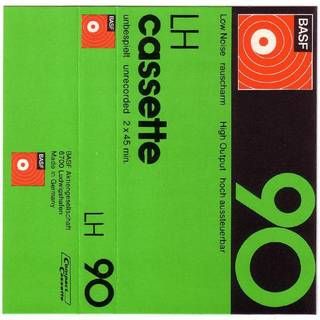 BASF
Low Noise rauscharm High Output hoch aussteuerbar
90
LH
cassette
unbespielt unrecorded 2 x 45 min.
BASF
LH 90
BASF
BASF Aktiengesellschaft
6700 Ludwigshafen
Made in Germany
Compact
Cassette